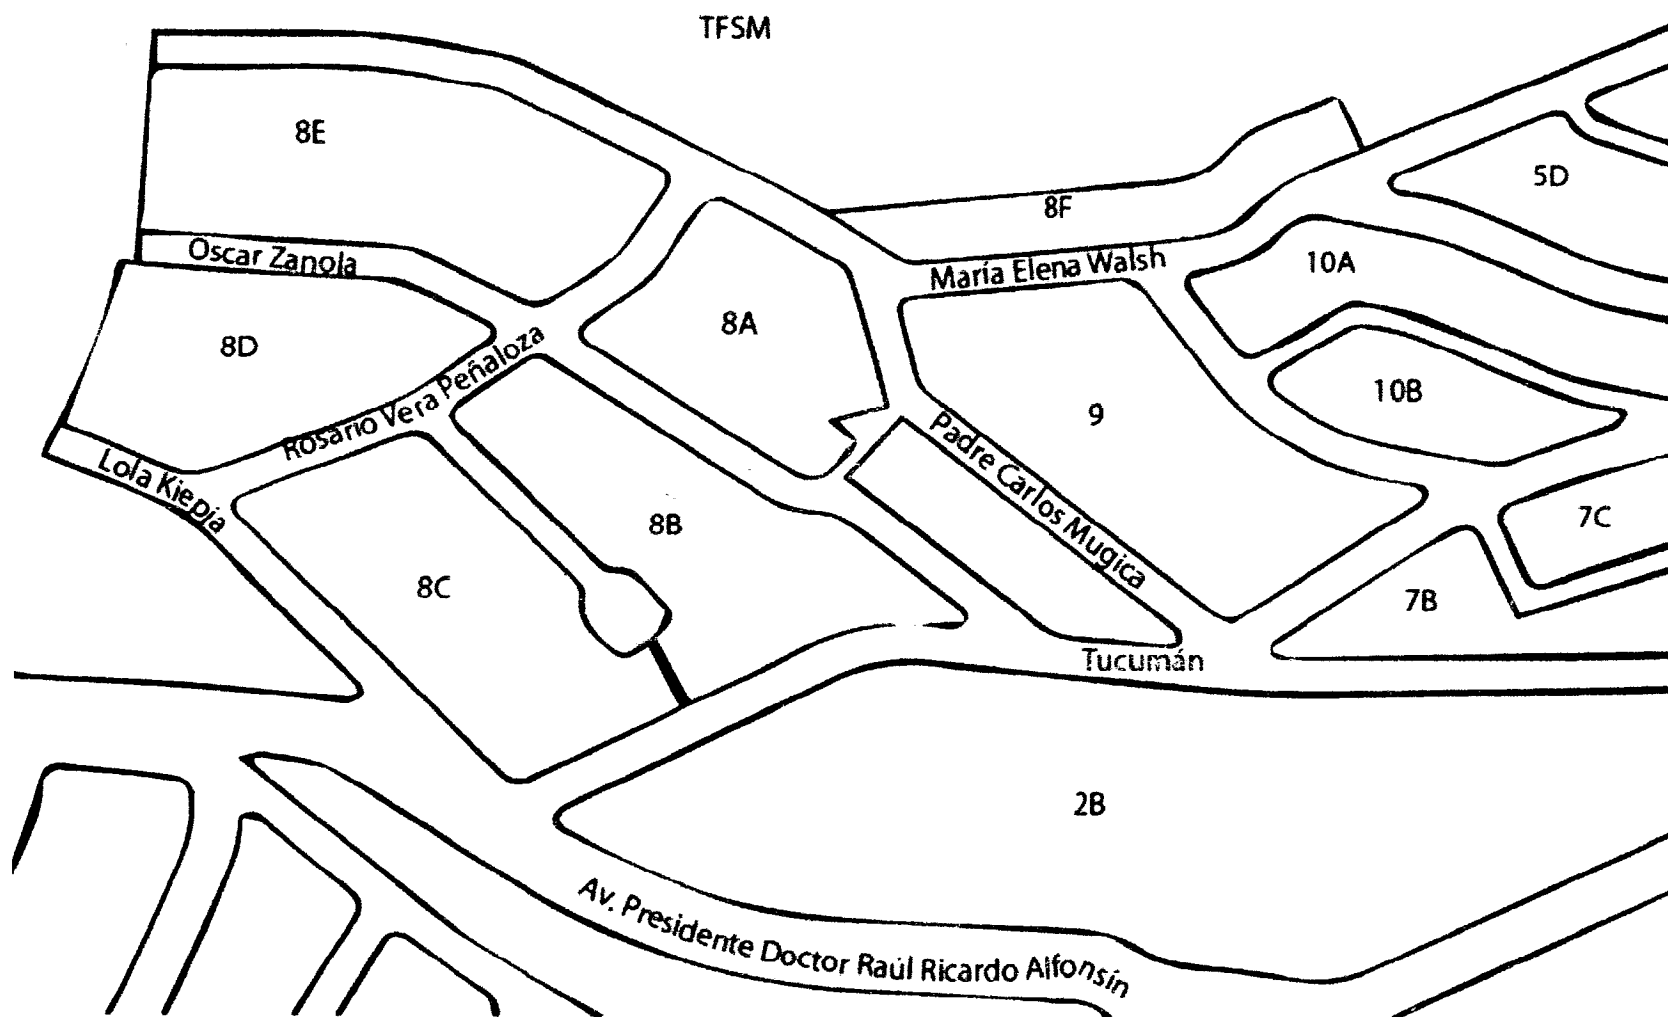 TFSM
8E
5D
8F
Oscar Zanola
María Elena Walsh
10A
8A
8D
Rosario Vera Peñaloza
10B
9
Padre Carlos Mugica
Lola Kiepja
8B
7C
8C
7B
Tucumán
2B
Av. Presidente Doctor Raúl Ricardo Alfonsín